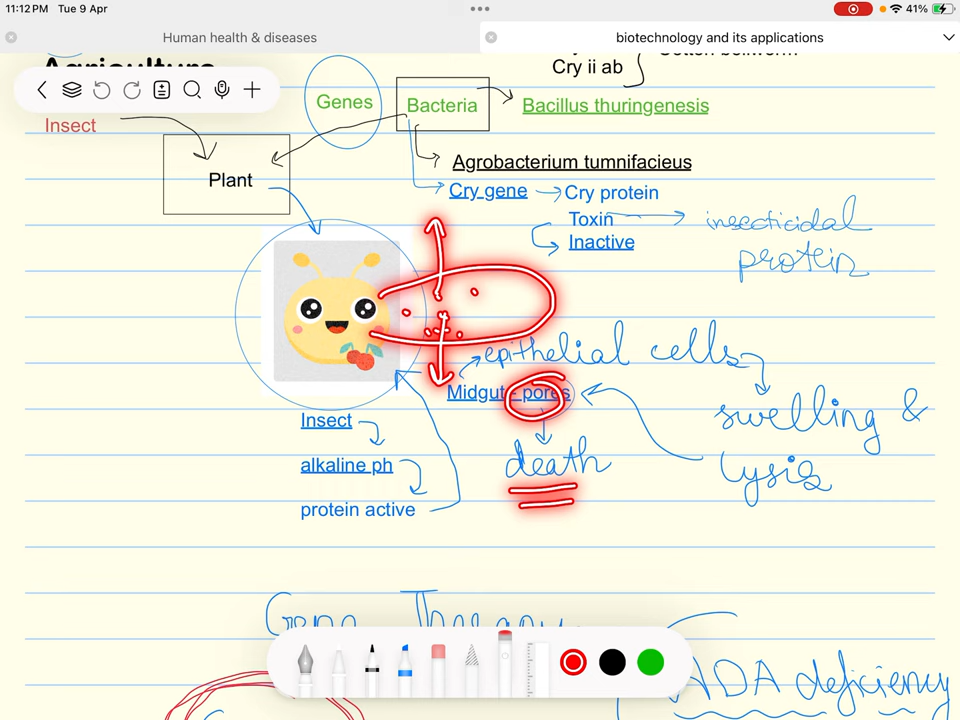 11:12 PM Tue 9 Apr
41%
Human health & diseases
biotechnology and its applications
Agriculture
Cry ii ab
Genes
Bacteria
Bacillus thuringenesis
Insect
Plant
Agrobacterium tumnifacieus
Cry gene
Cry protein
Toxin
insecticidal
Inactive
protein
epithelial cells
Midgut - pores
swelling &
Insect
death
lysis
alkaline ph
protein active
Gene Therapy
ADA deficiency